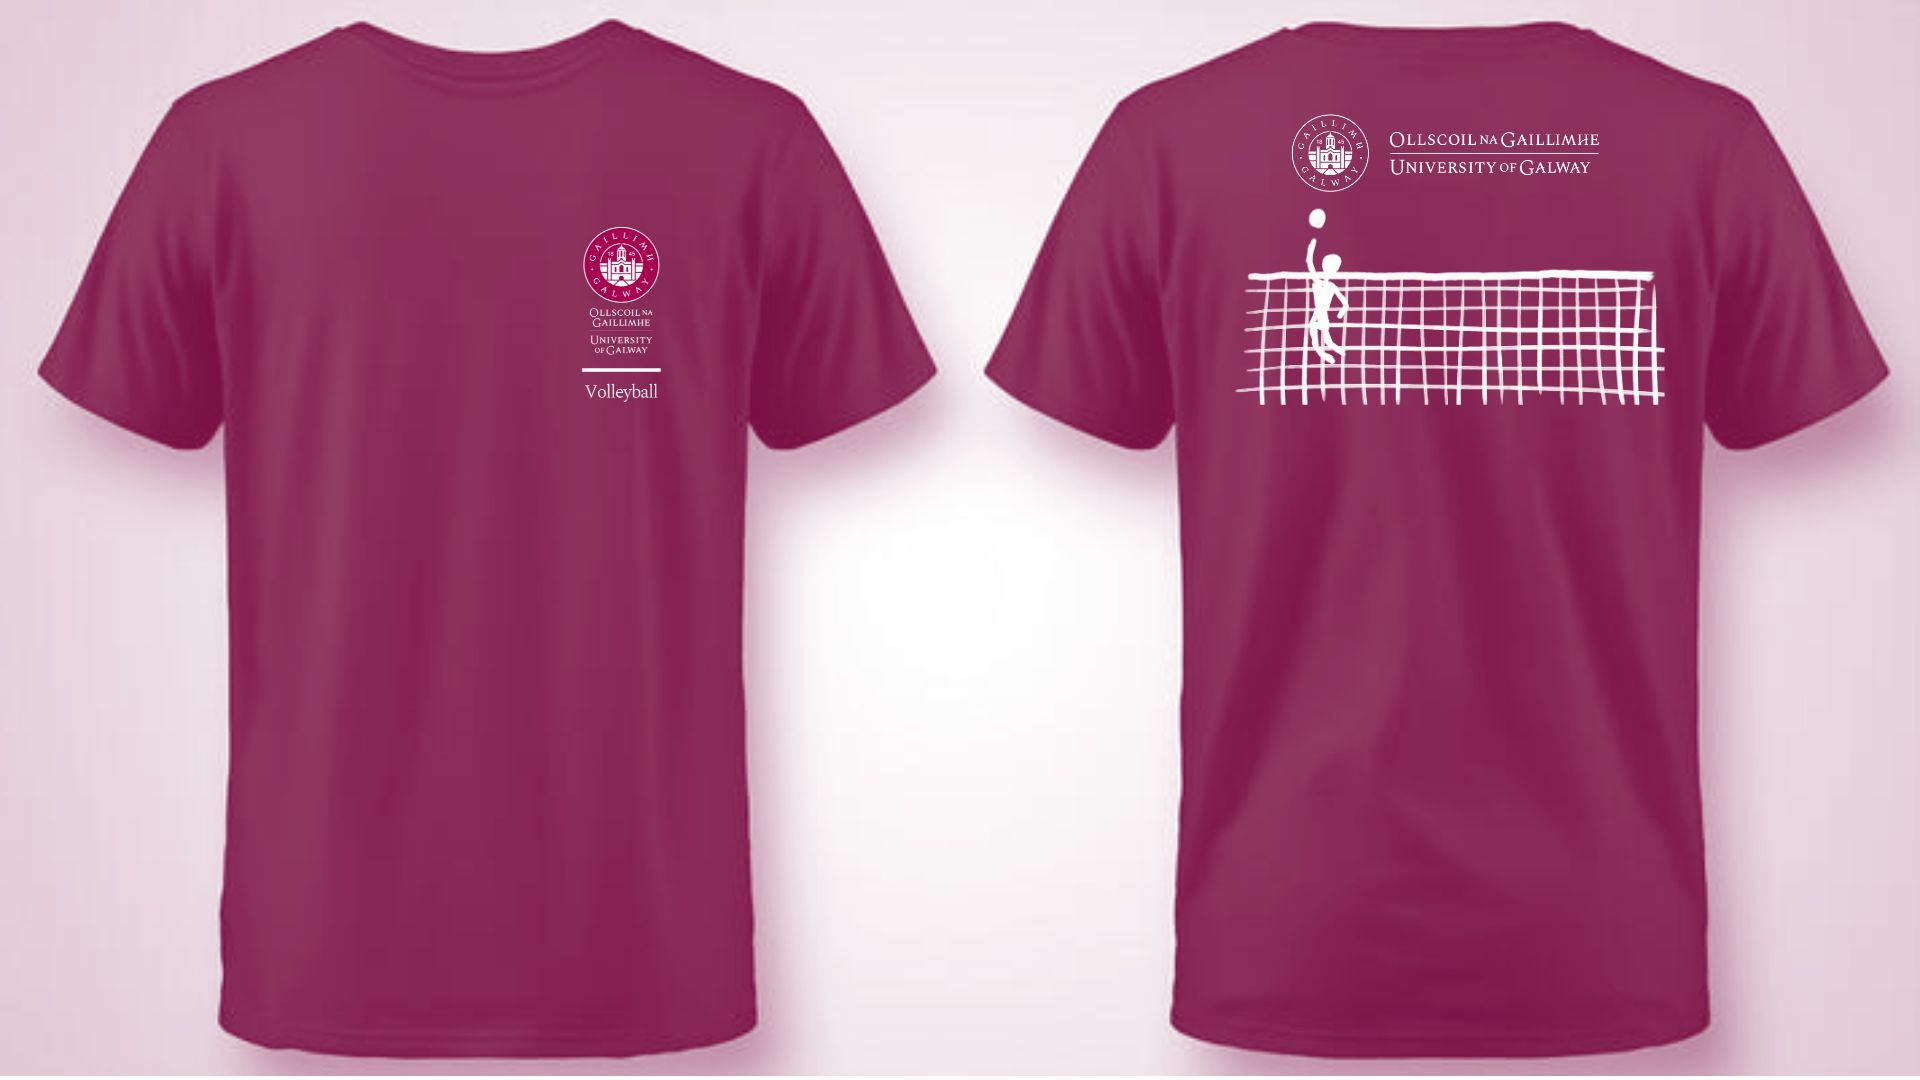 GAILLIMH
18 45
GALWAY
OLLSCOIL NA
GAILLIMHE
UNIVERSITY
OF GALWAY
Volleyball
GAILLIMH
18 45
GALWAY
OLLSCOIL NA GAILLIMHE
UNIVERSITY OF GALWAY